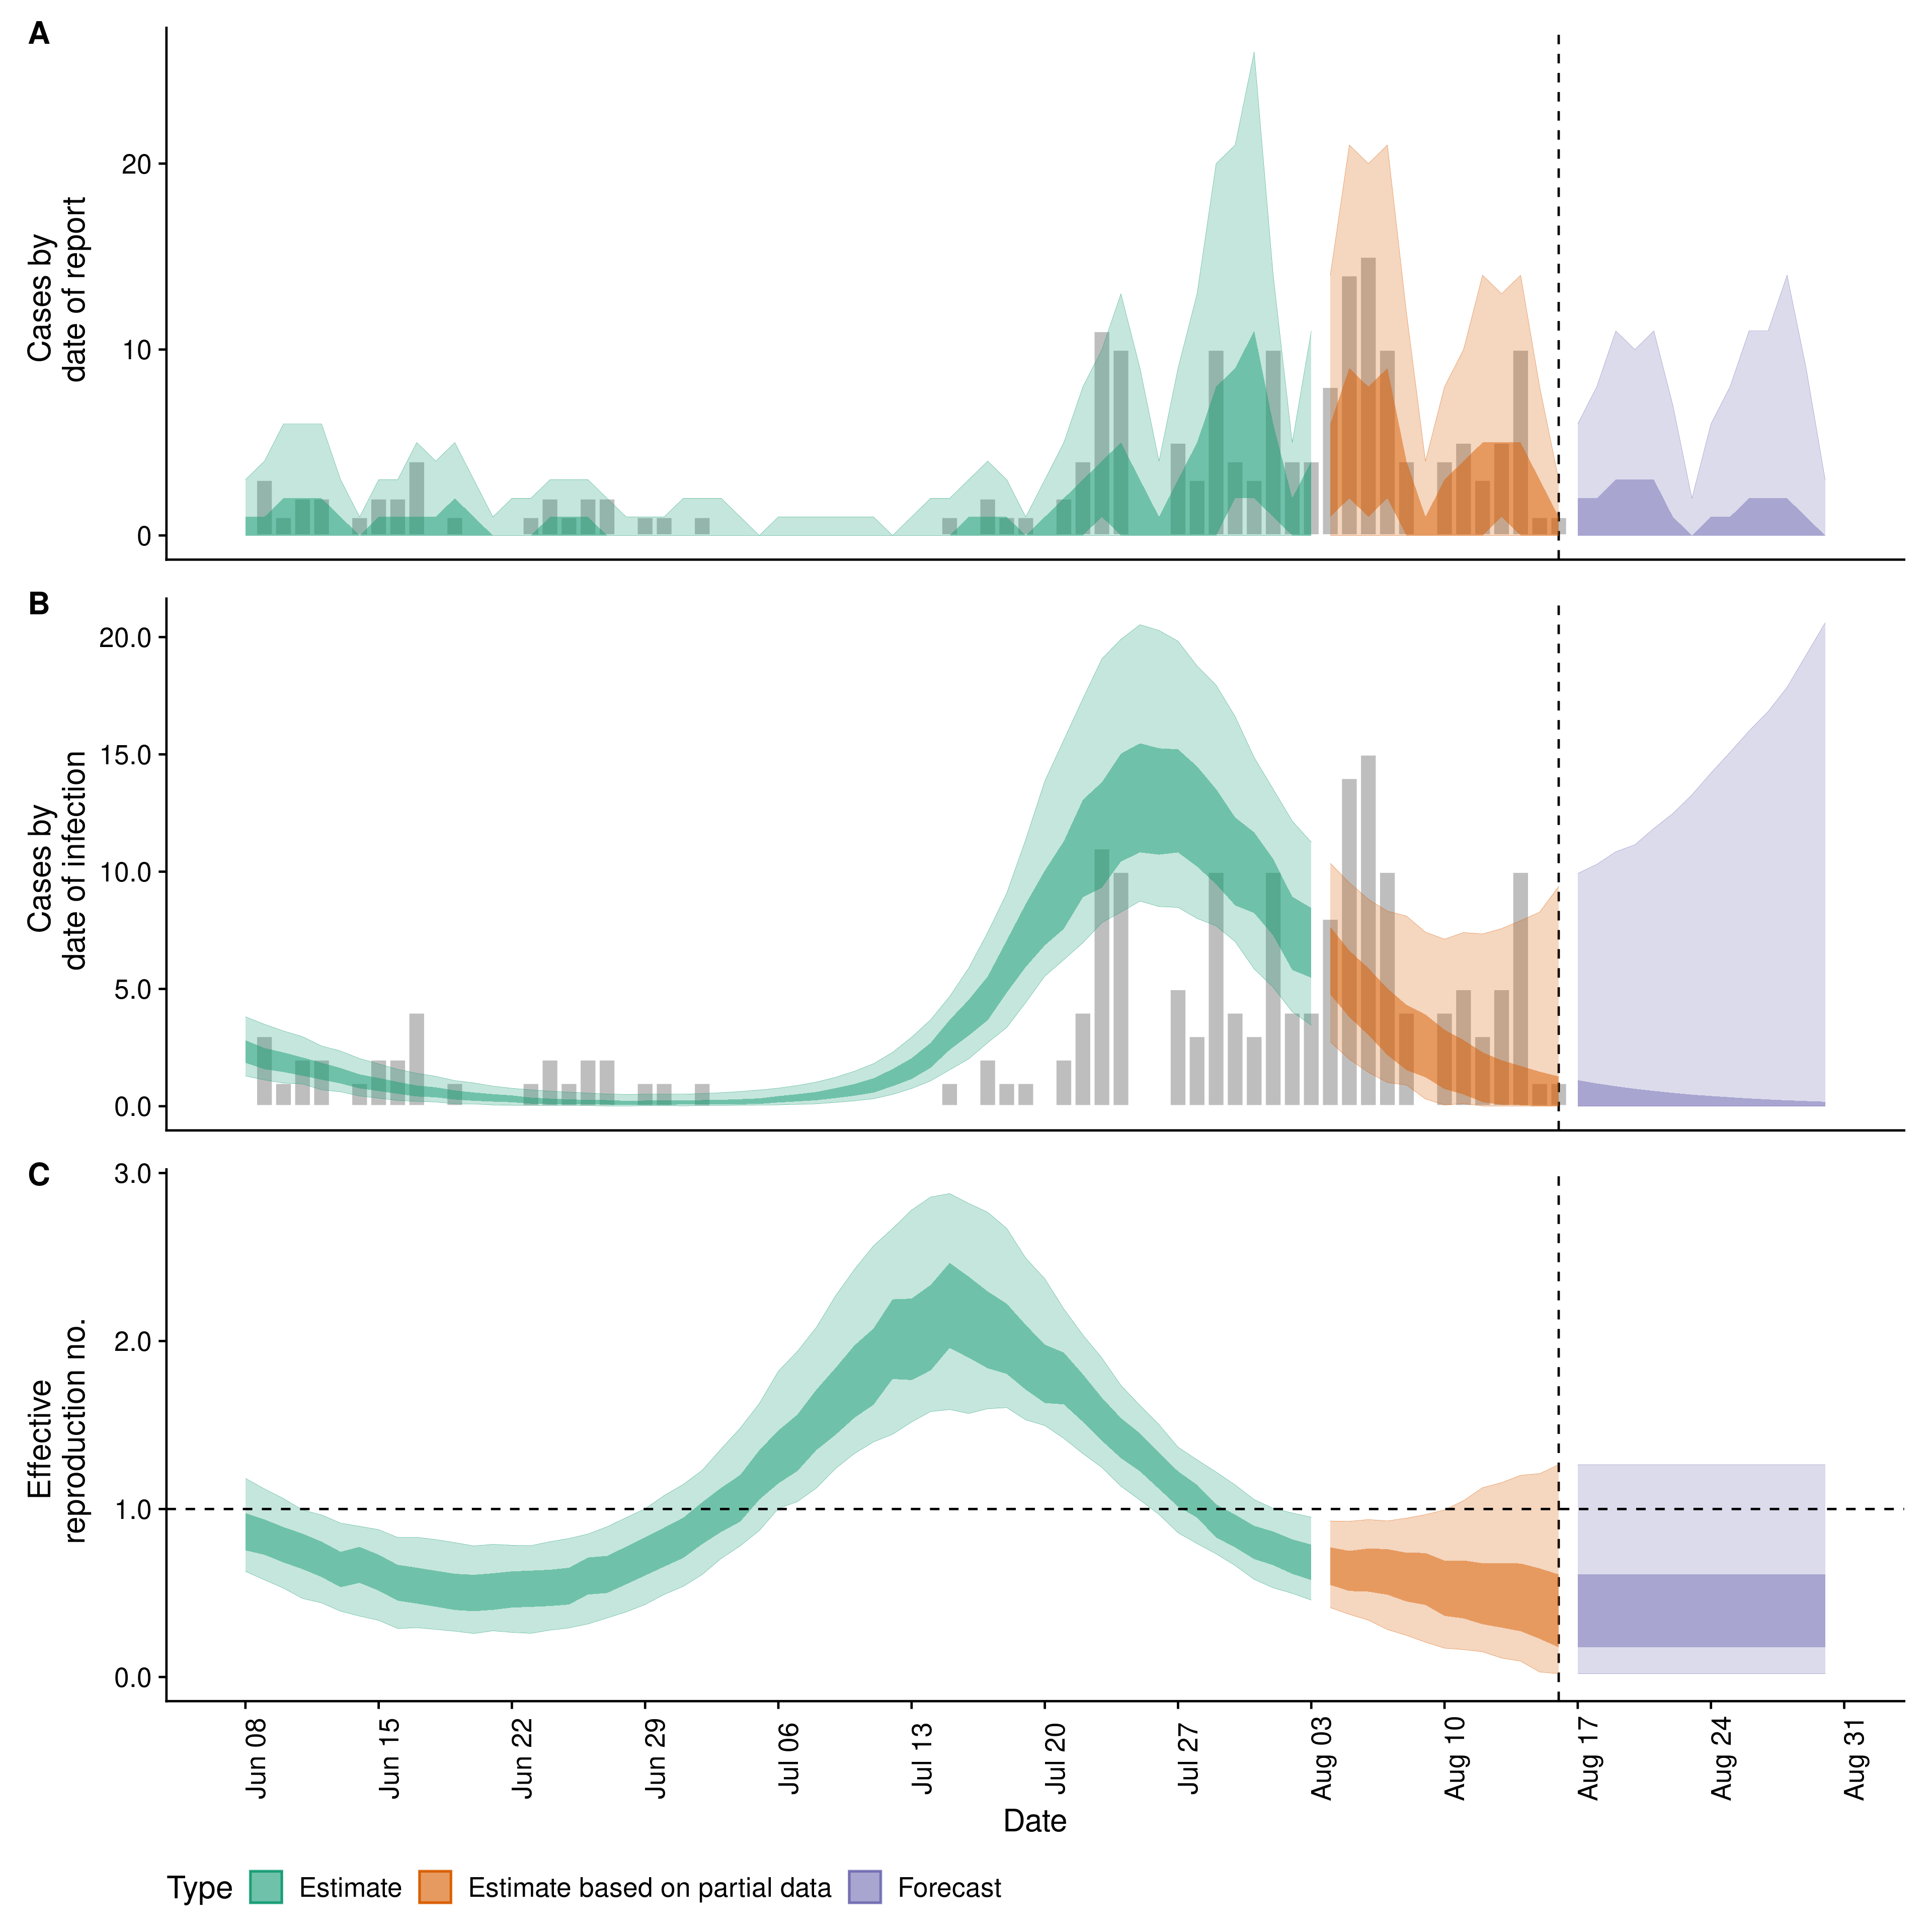 A
Cases by
date of report
20
10
0
B
Cases by
date of infection
20.0
15.0
10.0
5.0
0.0
C
Effective
reproduction no.
3.0
2.0
1.0
0.0
Jun 08
Jun 15
Jun 22
Jun 29
Jul 06
Jul 13
Jul 20
Jul 27
Aug 03
Aug 10
Aug 17
Aug 24
Aug 31
Date
Type
Estimate
Estimate based on partial data
Forecast